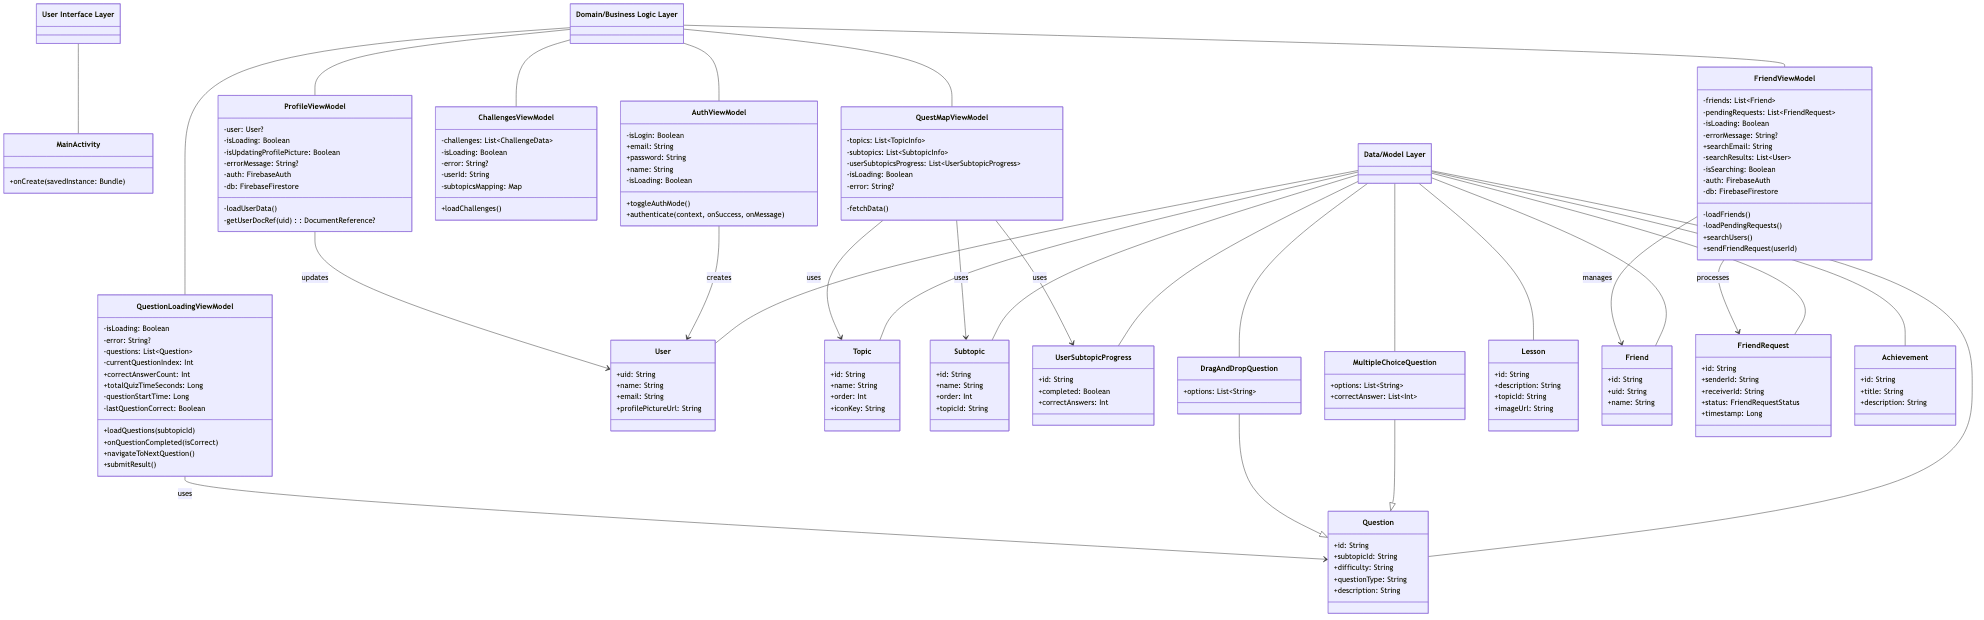 User Interface Layer
Domain/Business Logic Layer
FriendViewModel
-friends: List<Friend>
-pendingRequests: List<FriendRequest>
-isLoading: Boolean
-errorMessage: String?
+searchEmail: String
-searchResults: List<User>
-isSearching: Boolean
-auth: FirebaseAuth
-db: FirebaseFirestore
-loadFriends()
-loadPendingRequests()
+searchUsers()
+sendFriendRequest(userId)
ProfileViewModel
-user: User?
-isLoading: Boolean
-isUpdatingProfilePicture: Boolean
-errorMessage: String?
-auth: FirebaseAuth
-db: FirebaseFirestore
-loadUserData()
-getUserDocRef(uid) : : DocumentReference?
ChallengesViewModel
-challenges: List<ChallengeData>
-isLoading: Boolean
-error: String?
-userId: String
-subtopicsMapping: Map
+loadChallenges()
AuthViewModel
-isLogin: Boolean
+email: String
+password: String
+name: String
-isLoading: Boolean
+toggleAuthMode()
+authenticate(context, onSuccess, onMessage)
QuestMapViewModel
-topics: List<TopicInfo>
-subtopics: List<SubtopicInfo>
-userSubtopicsProgress: List<UserSubtopicProgress>
-isLoading: Boolean
-error: String?
-fetchData()
MainActivity
+onCreate(savedInstance: Bundle)
Data/Model Layer
updates
creates
uses
uses
uses
manages
processes
QuestionLoadingViewModel
-isLoading: Boolean
-error: String?
-questions: List<Question>
-currentQuestionIndex: Int
+correctAnswerCount: Int
+totalQuizTimeSeconds: Long
-questionStartTime: Long
-lastQuestionCorrect: Boolean
+loadQuestions(subtopicId)
+onQuestionCompleted(isCorrect)
+navigateToNextQuestion()
+submitResult()
User
+uid: String
+name: String
+email: String
+profilePictureUrl: String
Topic
+id: String
+name: String
+order: Int
+iconKey: String
Subtopic
+id: String
+name: String
+order: Int
+topicId: String
UserSubtopicProgress
+id: String
+completed: Boolean
+correctAnswers: Int
DragAndDropQuestion
+options: List<String>
MultipleChoiceQuestion
+options: List<String>
+correctAnswer: List<Int>
Lesson
+id: String
+description: String
+topicId: String
+imageUrl: String
Friend
+id: String
+uid: String
+name: String
FriendRequest
+id: String
+senderId: String
+receiverId: String
+status: FriendRequestStatus
+timestamp: Long
Achievement
+id: String
+title: String
+description: String
uses
Question
+id: String
+subtopicId: String
+difficulty: String
+questionType: String
+description: String